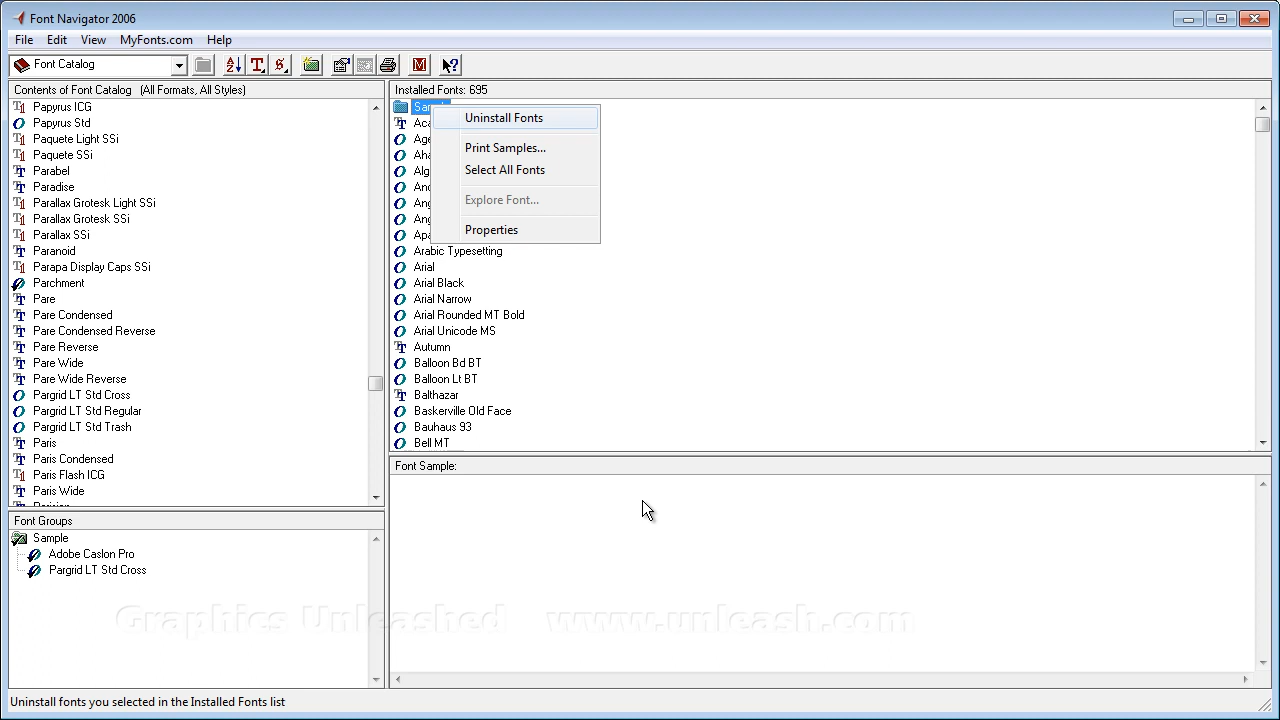 Font Navigator 2006
File Edit View MyFonts.com Help
Font Catalog
Contents of Font Catalog (All Formats, All Styles)
Papyrus ICG
Papyrus Std
Paquete Light SSi
Paquete SSi
Parabel
Paradise
Parallax Grotesk Light SSi
Parallax Grotesk SSi
Parallax SSi
Paranoid
Parapa Display Caps SSi
Parchment
Pare
Pare Condensed
Pare Condensed Reverse
Pare Reverse
Pare Wide
Pare Wide Reverse
Pargrid LT Std Cross
Pargrid LT Std Regular
Pargrid LT Std Trash
Paris
Paris Condensed
Paris Flash ICG
Paris Wide
Font Groups
Sample
Adobe Caslon Pro
Pargrid LT Std Cross
Installed Fonts: 695
Uninstall Fonts
Print Samples...
Select All Fonts
Explore Font...
Properties
Arabic Typesetting
Arial
Arial Black
Arial Narrow
Arial Rounded MT Bold
Arial Unicode MS
Autumn
Balloon Bd BT
Balloon Lt BT
Balthazar
Baskerville Old Face
Bauhaus 93
Bell MT
Font Sample:
Graphics Unleashed www.unleash.com
Uninstall fonts you selected in the Installed Fonts list